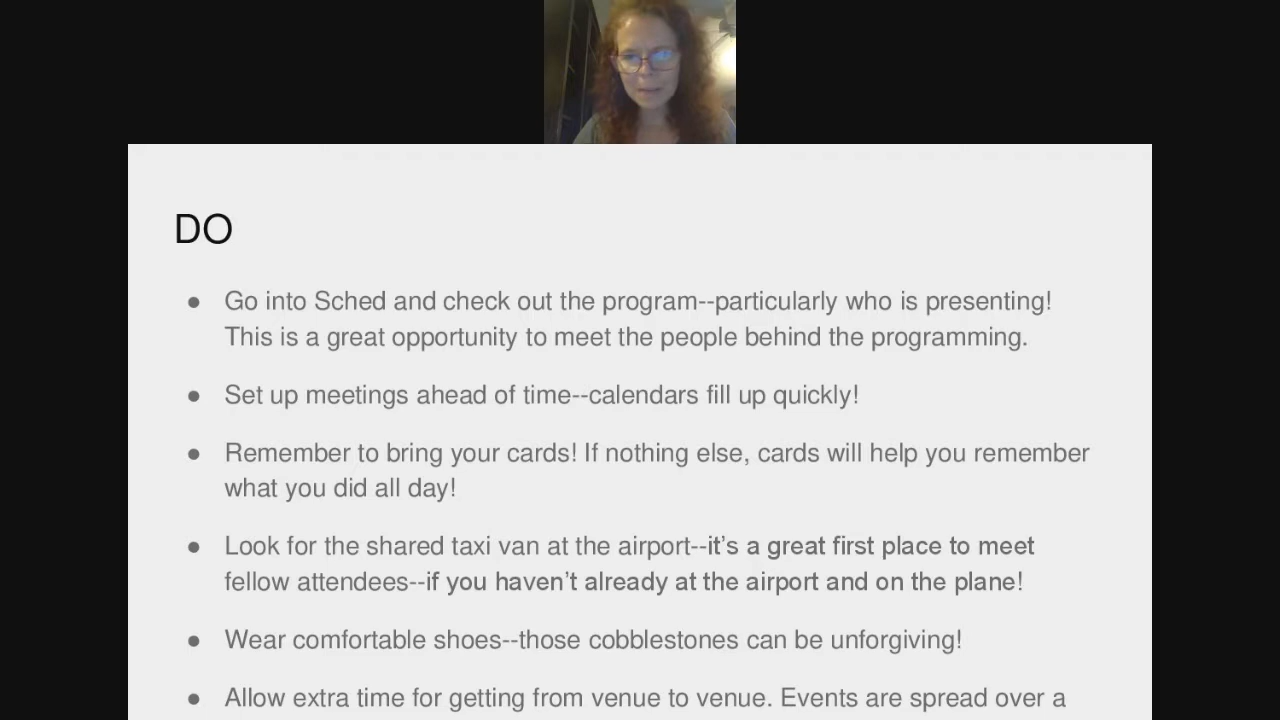 DO
● Go into Sched and check out the program--particularly who is presenting!
This is a great opportunity to meet the people behind the programming.
● Set up meetings ahead of time--calendars fill up quickly!
● Remember to bring your cards! If nothing else, cards will help you remember
what you did all day!
● Look for the shared taxi van at the airport--it's a great first place to meet
fellow attendees--if you haven't already at the airport and on the plane!
● Wear comfortable shoes--those cobblestones can be unforgiving!
● Allow extra time for getting from venue to venue. Events are spread over a